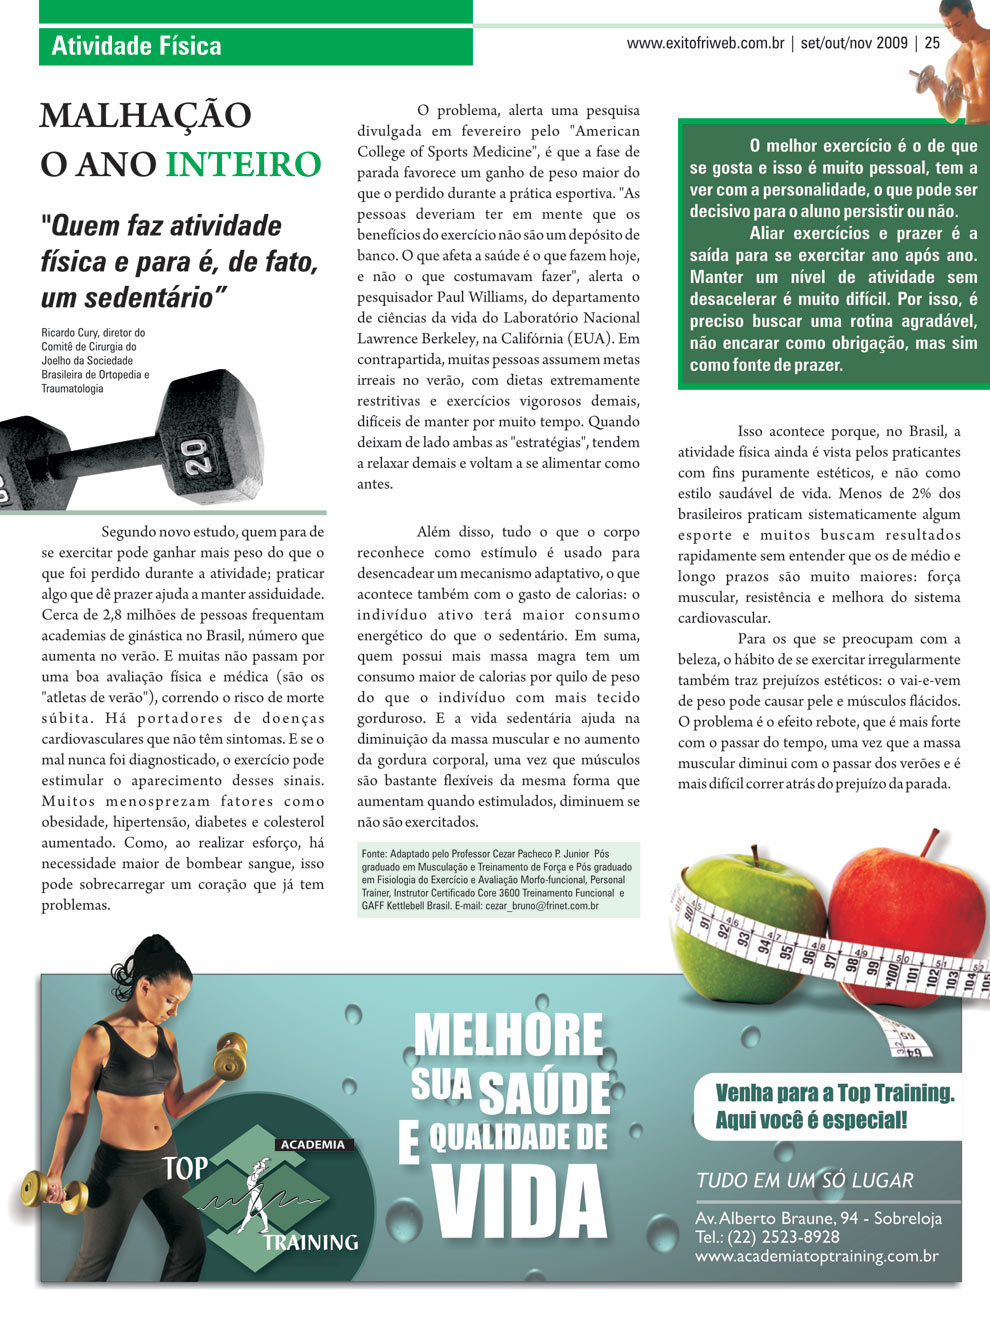 Atividade Física
www.exitofriweb.com.br | set/out/nov 2009 | 25
MALHAÇÃO
O ANO INTEIRO
"Quem faz atividade
física e para é, de fato,
um sedentário”
Ricardo Cury, diretor do
Comitê de Cirurgia do
Joelho da Sociedade
Brasileira de Ortopedia e
Traumatologia
20
Segundo novo estudo, quem para de
se exercitar pode ganhar mais peso do que o
que foi perdido durante a atividade; praticar
algo que dê prazer ajuda a manter assiduidade.
Cerca de 2,8 milhões de pessoas frequentam
academias de ginástica no Brasil, número que
aumenta no verão. E muitas não passam por
uma boa avaliação física e médica (são os
"atletas de verão"), correndo o risco de morte
súbita. Há portadores de doenças
cardiovasculares que não têm sintomas. E se o
mal nunca foi diagnosticado, o exercício pode
estimular o aparecimento desses sinais.
Muitos menosprezam fatores como
obesidade, hipertensão, diabetes e colesterol
aumentado. Como, ao realizar esforço, há
necessidade maior de bombear sangue, isso
pode sobrecarregar um coração que já tem
problemas.
O problema, alerta uma pesquisa
divulgada em fevereiro pelo "American
College of Sports Medicine", é que a fase de
parada favorece um ganho de peso maior do
que o perdido durante a prática esportiva. "As
pessoas deveriam ter em mente que os
benefícios do exercício não são um depósito de
banco. O que afeta a saúde é o que fazem hoje,
e não o que costumavam fazer", alerta o
pesquisador Paul Williams, do departamento
de ciências da vida do Laboratório Nacional
Lawrence Berkeley, na Califórnia (EUA). Em
contrapartida, muitas pessoas assumem metas
irreais no verão, com dietas extremamente
restritivas e exercícios vigorosos demais,
difíceis de manter por muito tempo. Quando
deixam de lado ambas as "estratégias", tendem
a relaxar demais e voltam a se alimentar como
antes.
Além disso, tudo o que o corpo
reconhece como estímulo é usado para
desencadear um mecanismo adaptativo, o que
acontece também com o gasto de calorias: o
indivíduo ativo terá maior consumo
energético do que o sedentário. Em suma,
quem possui mais massa magra tem um
consumo maior de calorias por quilo de peso
do que o indivíduo com mais tecido
gorduroso. E a vida sedentária ajuda na
diminuição da massa muscular e no aumento
da gordura corporal, uma vez que músculos
são bastante flexíveis da mesma forma que
aumentam quando estimulados, diminuem se
não são exercitados.
Fonte: Adaptado pelo Professor Cezar Pacheco P. Junior Pós
graduado em Musculação e Treinamento de Força e Pós graduado
em Fisiologia do Exercício e Avaliação Morfo-funcional, Personal
Trainer, Instrutor Certificado Core 3600 Treinamento Funcional e
GAFF Kettlebell Brasil. E-mail: cezar_bruno@frinet.com.br
O melhor exercício é o de que
se gosta e isso é muito pessoal, tem a
ver com a personalidade, o que pode ser
decisivo para o aluno persistir ou não.
Aliar exercícios e prazer é a
saída para se exercitar ano após ano.
Manter um nível de atividade sem
desacelerar é muito difícil. Por isso, é
preciso buscar uma rotina agradável,
não encarar como obrigação, mas sim
como fonte de prazer.
Isso acontece porque, no Brasil, a
atividade física ainda é vista pelos praticantes
com fins puramente estéticos, e não como
estilo saudável de vida. Menos de 2% dos
brasileiros praticam sistematicamente algum
esporte e muitos buscam resultados
rapidamente sem entender que os de médio e
longo prazos são muito maiores: força
muscular, resistência e melhora do sistema
cardiovascular.
Para os que se preocupam com a
beleza, o hábito de se exercitar irregularmente
também traz prejuízos estéticos: o vai-e-vem
de peso pode causar pele e músculos flácidos.
O problema é o efeito rebote, que é mais forte
com o passar do tempo, uma vez que a massa
muscular diminui com o passar dos verões e é
mais difícil correr atrás do prejuízo da parada.
45 46 47 48 49 50 51 52
90 91 92 93 94 95 96 97 98 99 *100 101 102 103 104 105
ACADEMIA
TOP
TRAINING
MELHORE
SUA SAÚDE
E QUALIDADE DE
VIDA
Venha para a Top Training.
Aqui você é especial!
TUDO EM UM SÓ LUGAR
Av. Alberto Braune, 94 - Sobreloja
Tel.: (22) 2523-8928
www.academiatoptraining.com.br